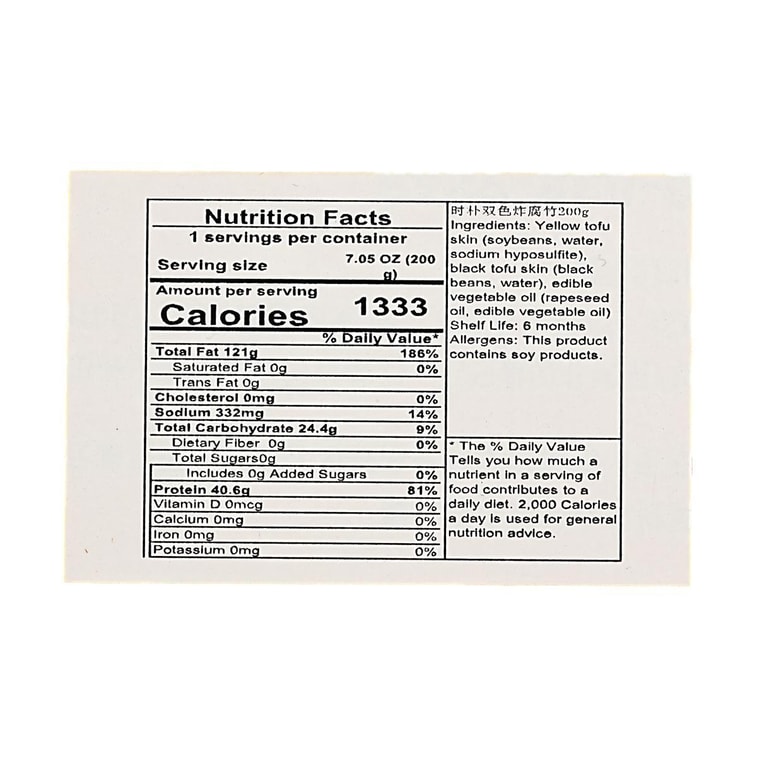 Nutrition Facts
1 servings per container
Serving size 7.05 OZ (200
g)
Amount per serving
Calories 1333
% Daily Value*
Total Fat 121g 186%
Saturated Fat 0g 0%
Trans Fat 0g
Cholesterol 0mg 0%
Sodium 332mg 14%
Total Carbohydrate 24.4g 9%
Dietary Fiber 0g 0%
Total Sugars0g
Includes 0g Added Sugars 0%
Protein 40.6g 81%
Vitamin D 0mcg 0%
Calcium 0mg 0%
Iron 0mg 0%
Potassium 0mg 0%
时朴双色炸腐竹200g
Ingredients: Yellow tofu
skin (soybeans, water,
sodium hyposulfite),
black tofu skin (black
beans, water), edible
vegetable oil (rapeseed
oil, edible vegetable oil)
Shelf Life: 6 months
Allergens: This product
contains soy products.
* The % Daily Value
Tells you how much a
nutrient in a serving of
food contributes to a
daily diet. 2,000 Calories
a day is used for general
nutrition advice.